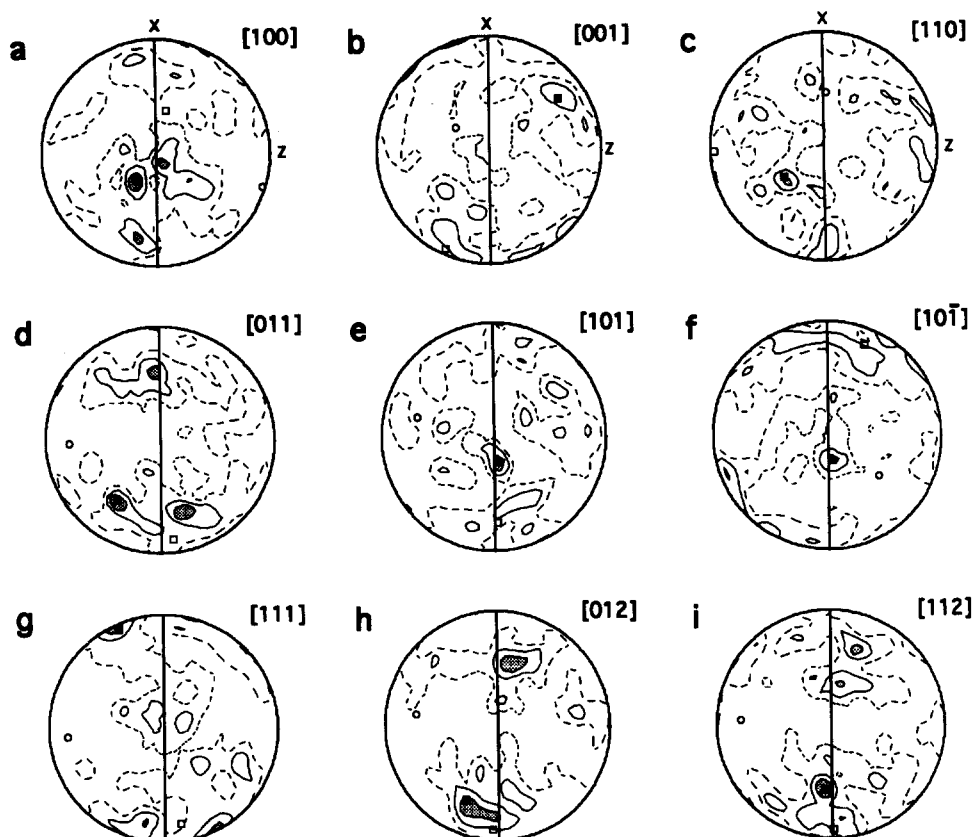 a X [100] Z
b X [001] Z
c X [110] Z
d [011]
e [101]
f [101̄]
g [111]
h [012]
i [112]